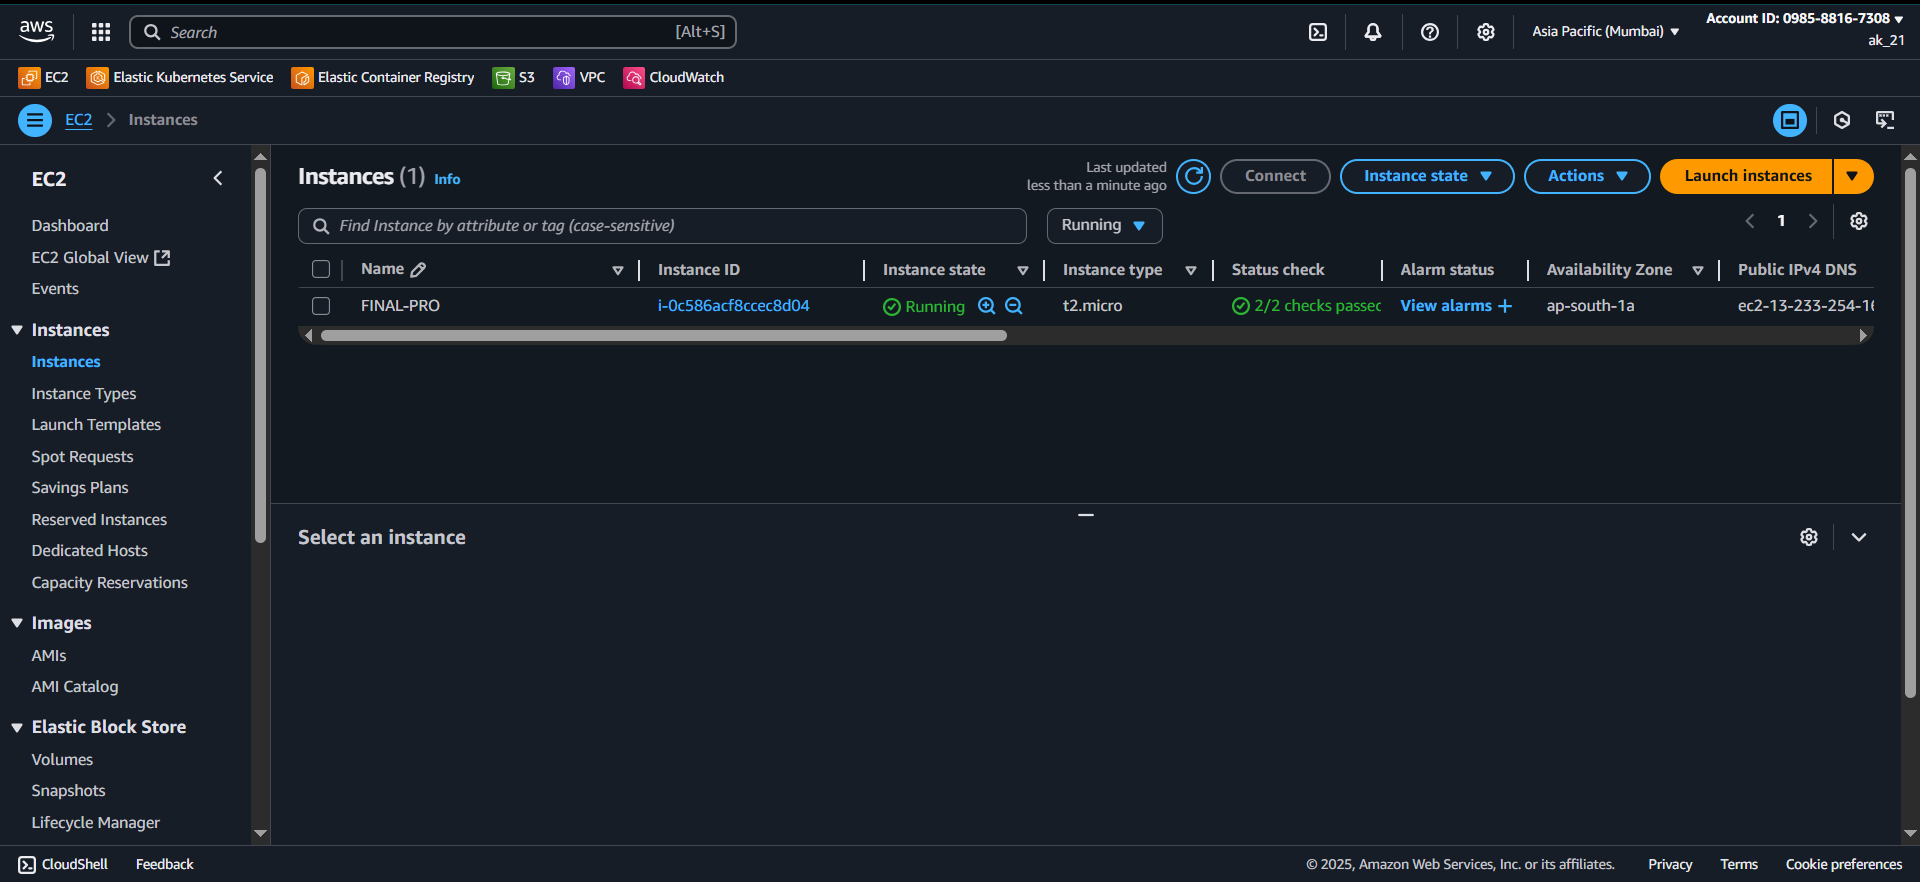 aws
Search [Alt+S]
Asia Pacific (Mumbai)
Account ID: 0985-8816-7308
ak_21
EC2 Elastic Kubernetes Service Elastic Container Registry S3 VPC CloudWatch
EC2 Instances
EC2
Dashboard
EC2 Global View
Events
Instances
Instances
Instance Types
Launch Templates
Spot Requests
Savings Plans
Reserved Instances
Dedicated Hosts
Capacity Reservations
Images
AMIs
AMI Catalog
Elastic Block Store
Volumes
Snapshots
Lifecycle Manager
Instances (1) Info
Last updated
less than a minute ago
Connect Instance state Actions Launch instances
Find Instance by attribute or tag (case-sensitive) Running 1
Name Instance ID Instance state Instance type Status check Alarm status Availability Zone Public IPv4 DNS
FINAL-PRO i-0c586acf8ccec8d04 Running t2.micro 2/2 checks passed View alarms + ap-south-1a ec2-13-233-254-16
Select an instance
CloudShell Feedback © 2025, Amazon Web Services, Inc. or its affiliates. Privacy Terms Cookie preferences